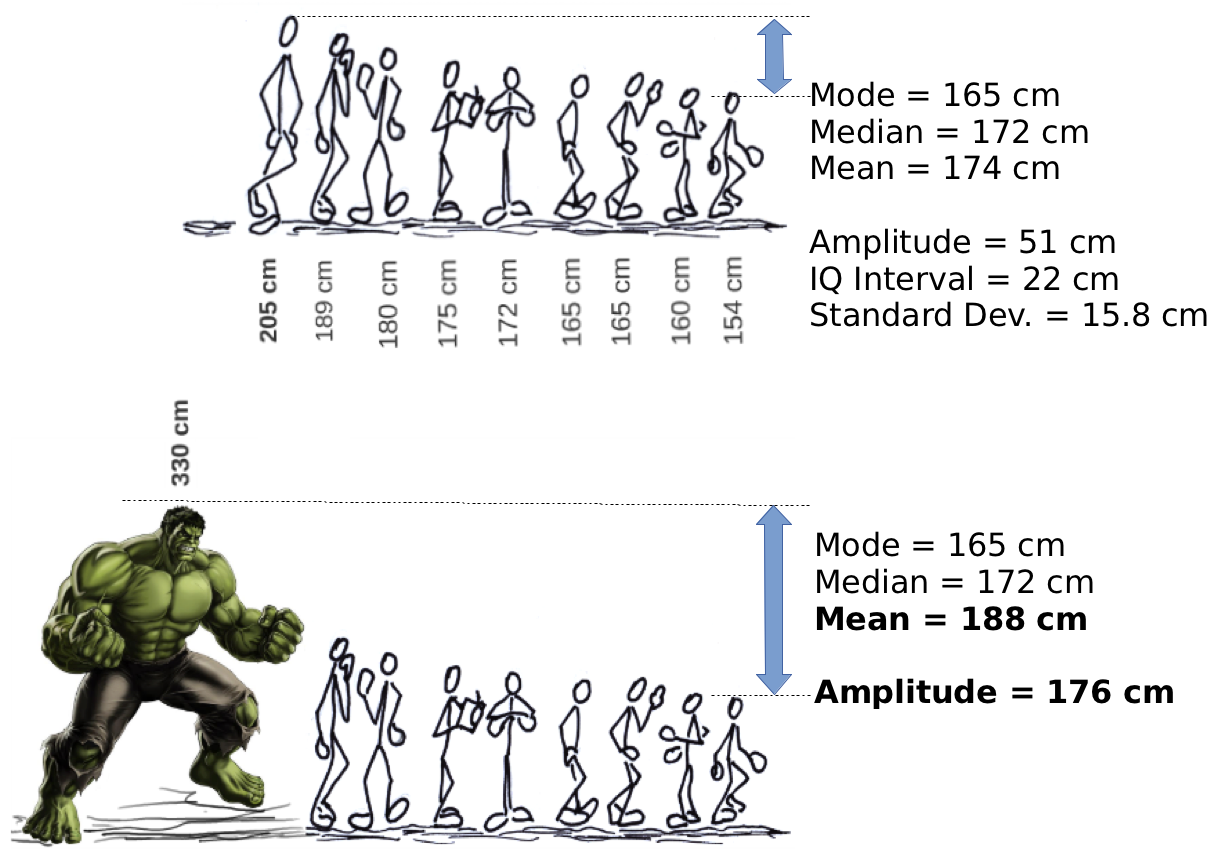 Mode = 165 cm
Median = 172 cm
Mean = 174 cm
Amplitude = 51 cm
IQ Interval = 22 cm
Standard Dev. = 15.8 cm
205 cm
189 cm
180 cm
175 cm
172 cm
165 cm
165 cm
160 cm
154 cm
330 cm
Mode = 165 cm
Median = 172 cm
Mean = 188 cm
Amplitude = 176 cm